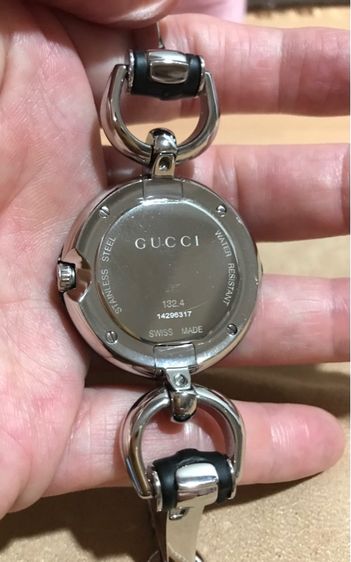 GUCCI
STAINLESS STEEL
WATER RESISTANT
132.4
14296317
SWISS MADE